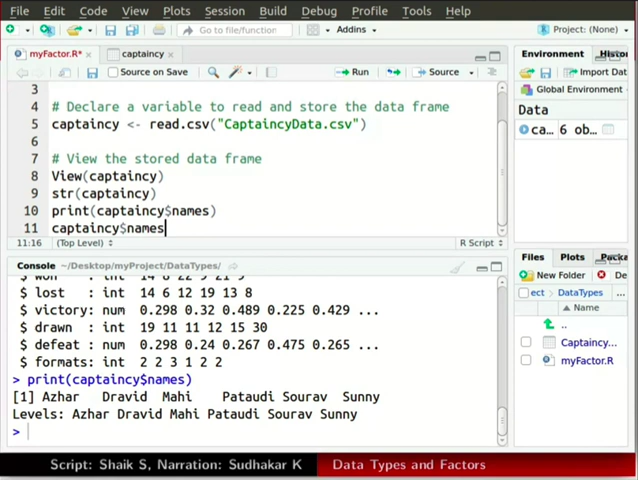 File Edit Code View Plots Session Build Debug Profile Tools Help
Go to file/function Addins Project: (None)
myFactor.R* captaincy
Source on Save Run Source
3
4 # Declare a variable to read and store the data frame
5 captaincy <- read.csv("CaptaincyData.csv")
6
7 # View the stored data frame
8 View(captaincy)
9 str(captaincy)
10 print(captaincy$names)
11 captaincy$names
11:16 (Top Level) R Script
Console ~/Desktop/myProject/DataTypes/
$ lost : int 14 6 12 19 13 8
$ victory: num 0.298 0.32 0.489 0.225 0.429 ...
$ drawn : int 19 11 11 12 15 30
$ defeat : num 0.298 0.24 0.267 0.475 0.265 ...
$ formats: int 2 2 3 1 2 2
> print(captaincy$names)
[1] Azhar Dravid Mahi Pataudi Sourav Sunny
Levels: Azhar Dravid Mahi Pataudi Sourav Sunny
>
Environment Histor
Import Dat
Global Environment
Data
ca... 6 ob...
Files Plots Packa
New Folder De
ect DataTypes ...
Name
..
Captaincy...
myFactor.R
Script: Shaik S, Narration: Sudhakar K Data Types and Factors